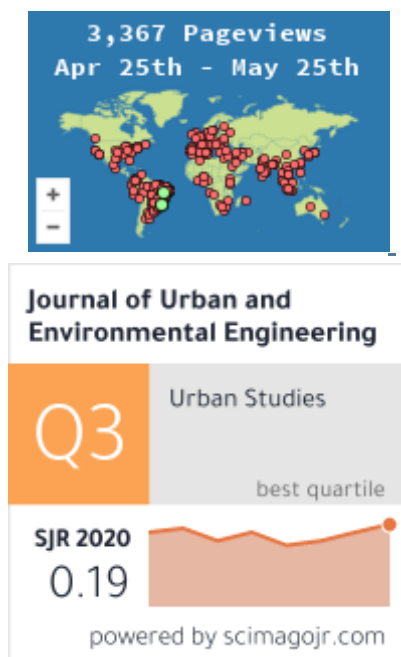 3,367 Pageviews
Apr 25th - May 25th
+
−
Journal of Urban and
Environmental Engineering
Q3
Urban Studies
best quartile
SJR 2020
0.19
powered by scimagojr.com